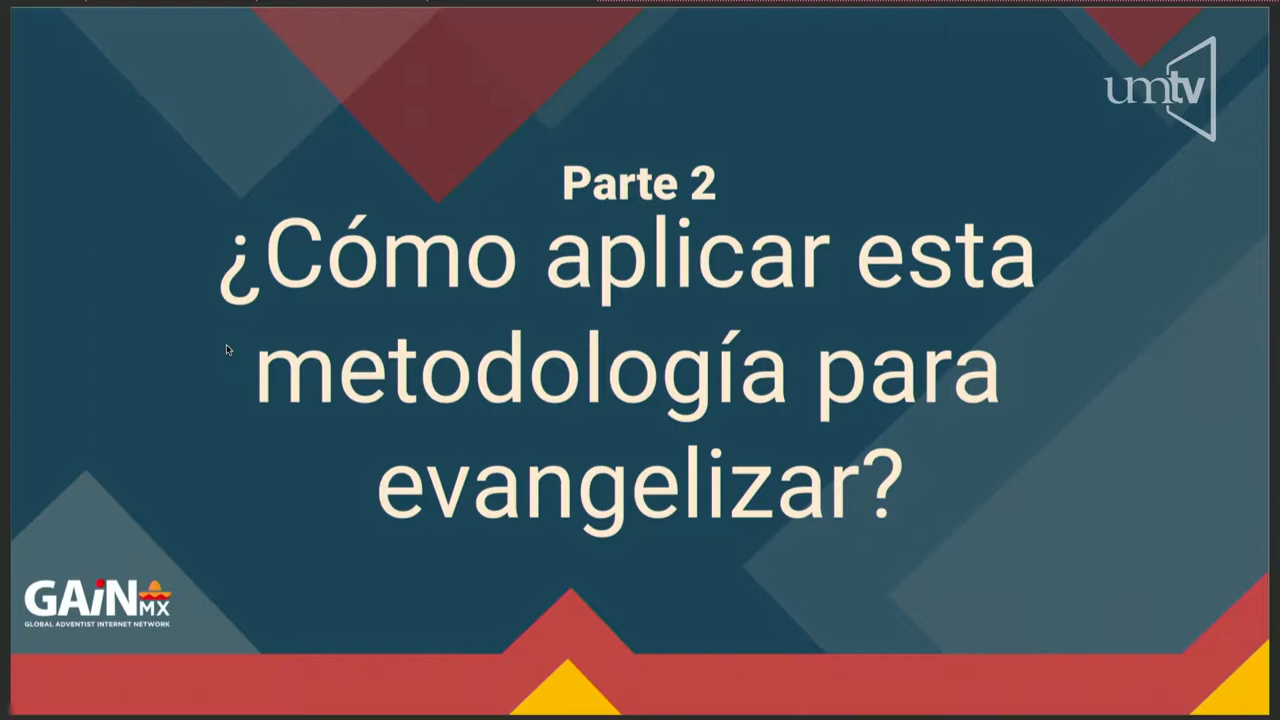 umtv
Parte 2
¿Cómo aplicar esta
metodología para
evangelizar?
GAiN MX
GLOBAL ADVENTIST INTERNET NETWORK